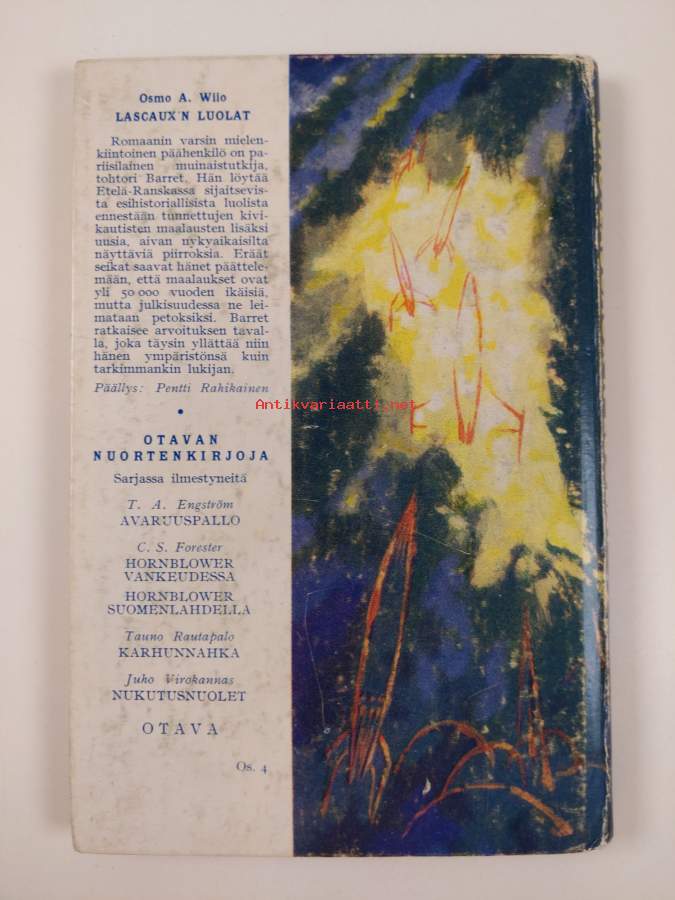 Osmo A. Wiio
LASCAUX'N LUOLAT
Romaanin varsin mielen-
kiintoinen päähenkilö on pa-
riisilainen muinaistutkija,
tohtori Barret. Hän löytää
Etelä-Ranskassa sijaitsevis-
ta esihistoriallisista luolista
ennestään tunnettujen kivi-
kautisten maalausten lisäksi
uusia, aivan nykyaikaisilta
näyttäviä piirroksia. Eräät
seikat saavat hänet päättele-
mään, että maalaukset ovat
yli 50 000 vuoden ikäisiä,
mutta julkisuudessa ne lei-
mataan petoksiksi. Barret
ratkaisee arvoituksen taval-
la, joka täysin yllättää niin
hänen ympäristönsä kuin
tarkimmankin lukijan.
Päällys: Pentti Rahikainen
•
OTAVAN
NUORTENKIRJOJA
Sarjassa ilmestyneitä
T. A. Engström
AVARUUSPALLO
C. S. Forester
HORNBLOWER
VANKEUDESSA
HORNBLOWER
SUOMENLAHDELLA
Tauno Rautapalo
KARHUNNAHKA
Juho Virokannas
NUKUTUSNUOLET
OTAVA
Os. 4
Antikvariaatti.net